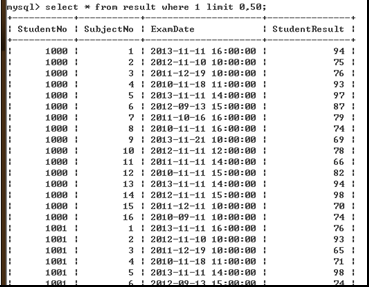 mysql> select * from result where 1 limit 0,50;
| StudentNo | SubjectNo | ExamDate | StudentResult |
| 1000 | 1 | 2013-11-11 16:00:00 | 94 |
| 1000 | 2 | 2012-11-10 10:00:00 | 75 |
| 1000 | 3 | 2011-12-19 10:00:00 | 76 |
| 1000 | 4 | 2010-11-18 11:00:00 | 93 |
| 1000 | 5 | 2013-11-11 14:00:00 | 97 |
| 1000 | 6 | 2012-09-13 15:00:00 | 87 |
| 1000 | 7 | 2011-10-16 16:00:00 | 79 |
| 1000 | 8 | 2010-11-11 16:00:00 | 74 |
| 1000 | 9 | 2013-11-21 10:00:00 | 69 |
| 1000 | 10 | 2012-11-11 12:00:00 | 78 |
| 1000 | 11 | 2011-11-11 14:00:00 | 66 |
| 1000 | 12 | 2010-11-11 15:00:00 | 82 |
| 1000 | 13 | 2013-11-11 14:00:00 | 94 |
| 1000 | 14 | 2012-11-11 15:00:00 | 98 |
| 1000 | 15 | 2011-12-11 10:00:00 | 70 |
| 1000 | 16 | 2010-09-11 10:00:00 | 74 |
| 1001 | 1 | 2013-11-11 16:00:00 | 76 |
| 1001 | 2 | 2012-11-10 10:00:00 | 93 |
| 1001 | 3 | 2011-12-19 10:00:00 | 65 |
| 1001 | 4 | 2010-11-18 11:00:00 | 71 |
| 1001 | 5 | 2013-11-11 14:00:00 | 98 |
| 1001 | 6 | 2012-09-13 15:00:00 | 74 |